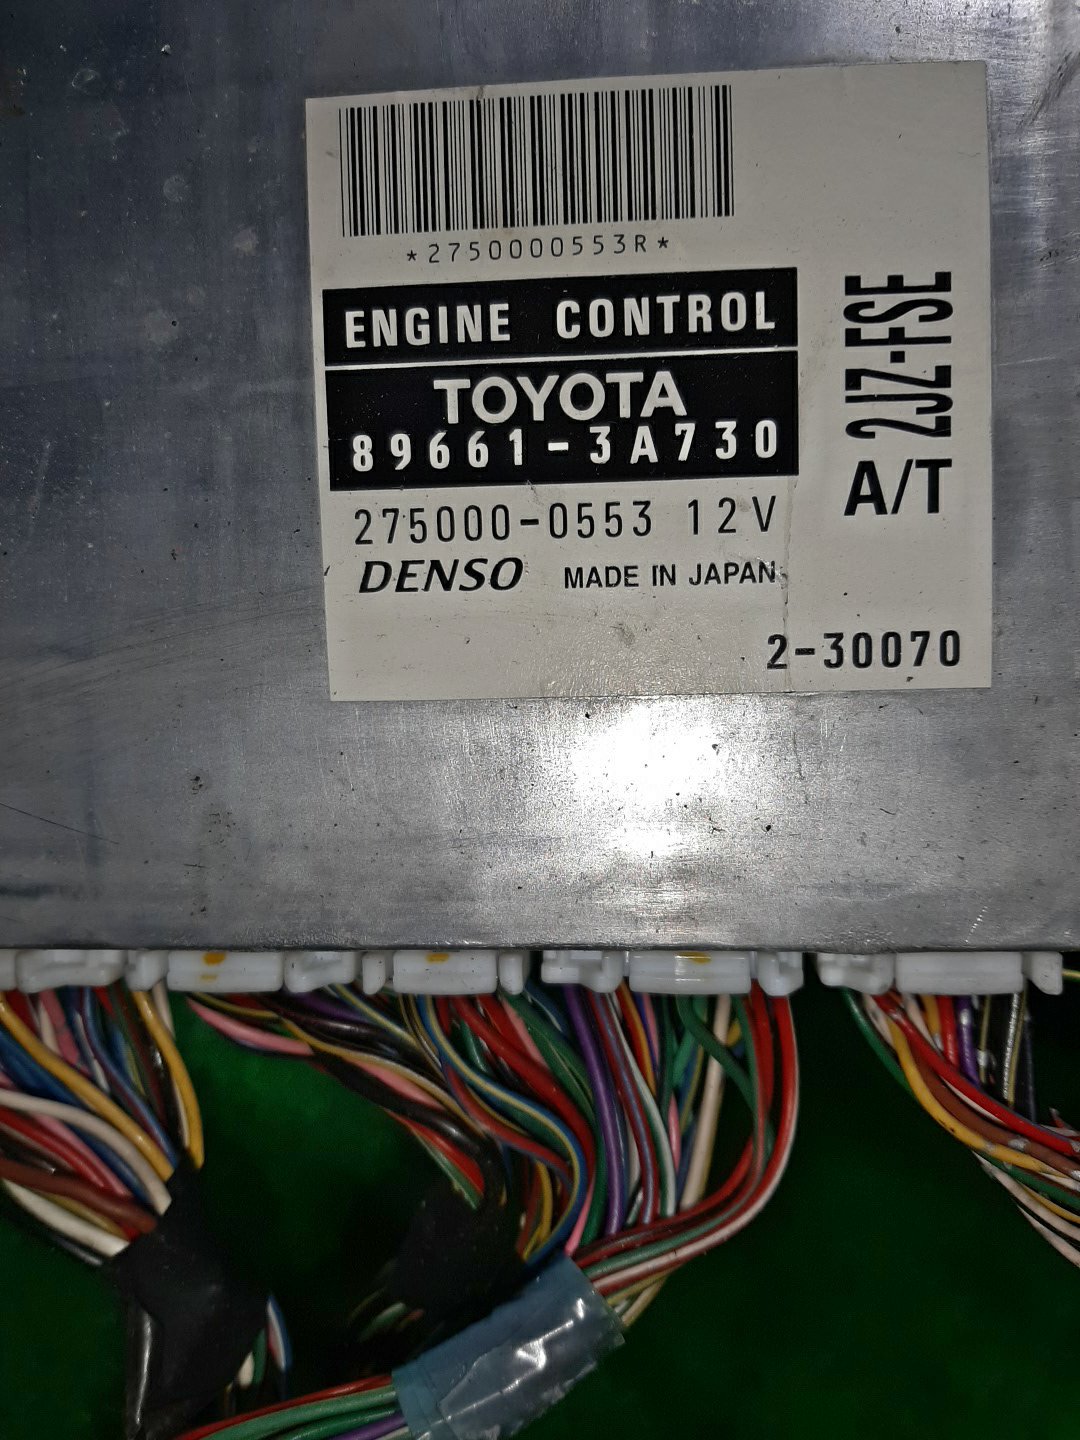 *2750000553R*
ENGINE CONTROL
TOYOTA
89661-3A730
275000-0553 12V
DENSO MADE IN JAPAN
2JZ-FSE
A/T
2-30070